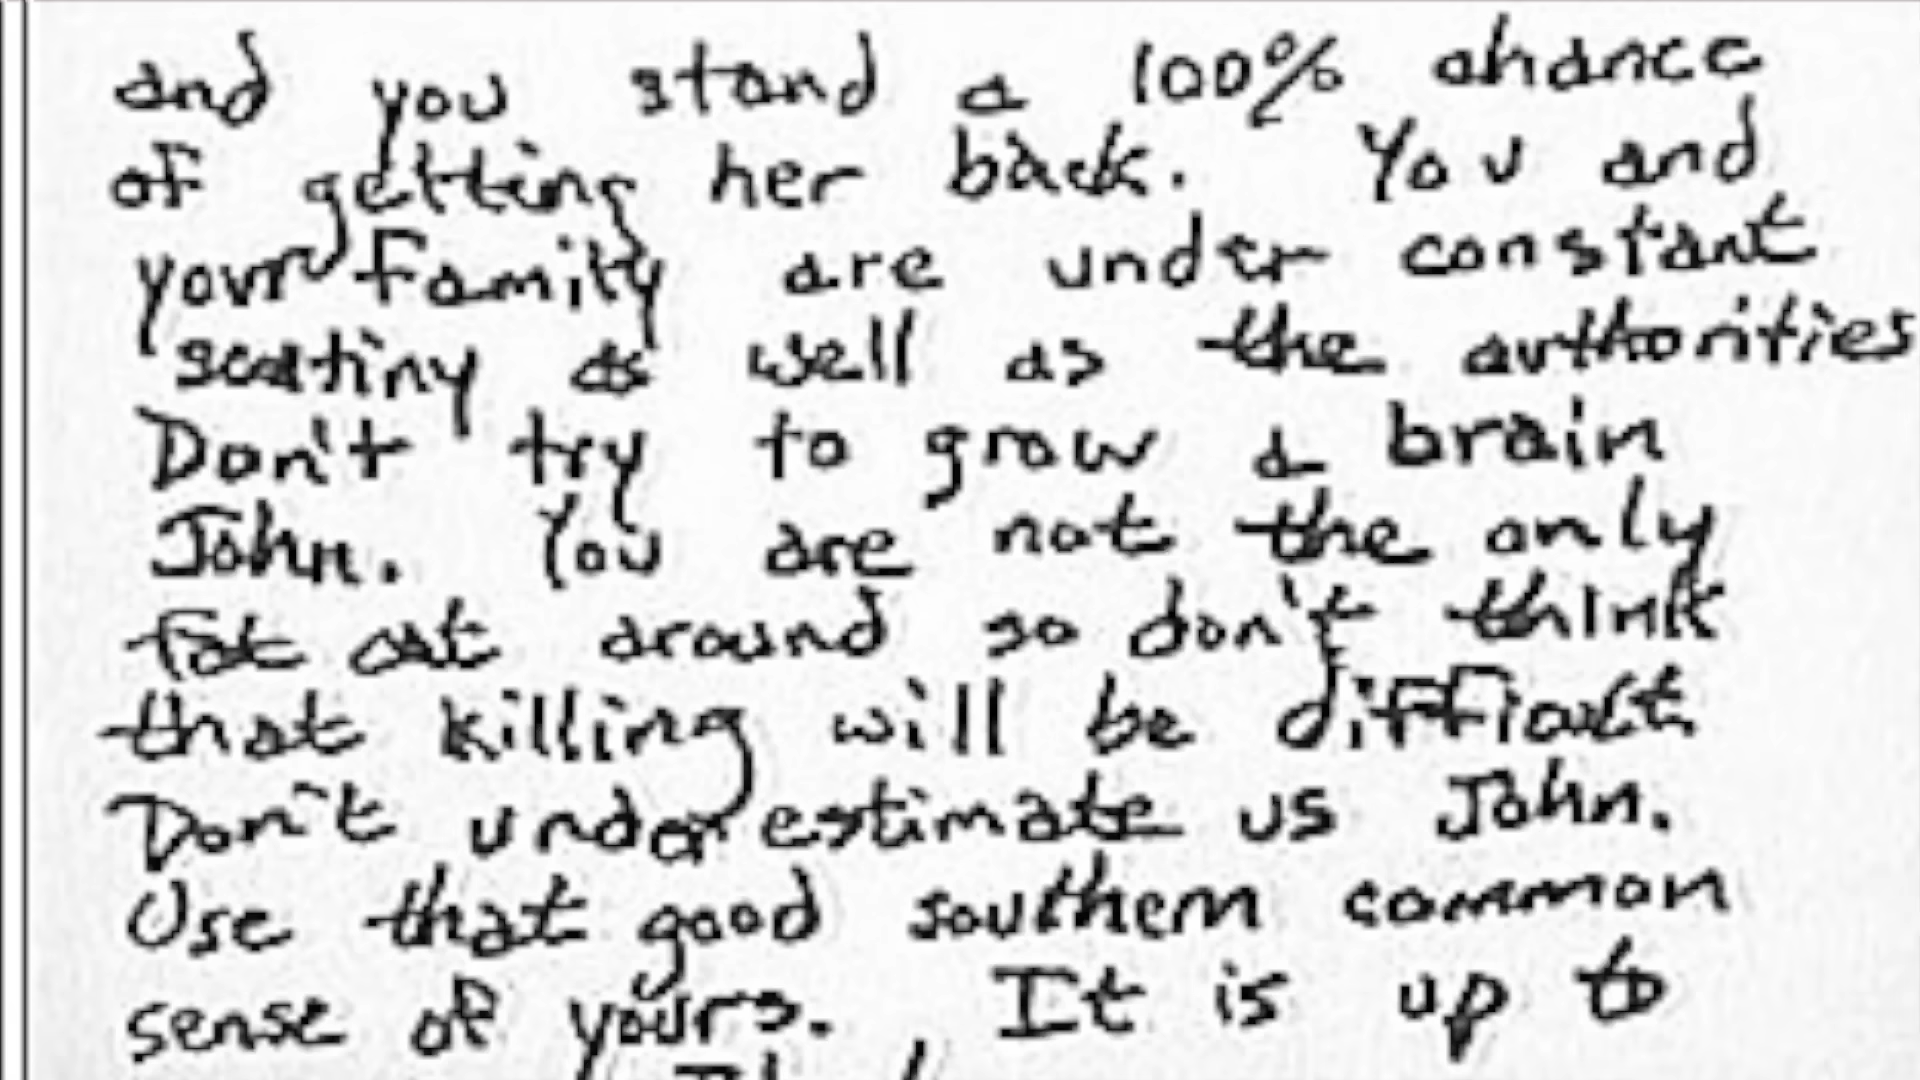 and you stand a 100% chance
of getting her back. You and
your family are under constant
scutiny as well as the authorities
Don't try to grow a brain
John. You are not the only
fat cat around so don't think
that killing will be difficult
Don't underestimate us John.
Use that good southern common
sense of yours. It is up to